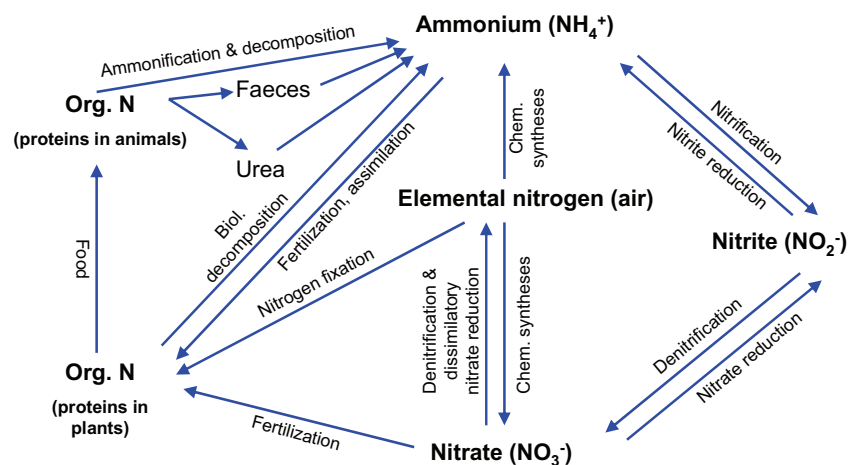 Ammonium (NH₄⁺)
Ammonification & decomposition
Faeces
Org. N
(proteins in animals)
Urea
Chem.
syntheses
Nitrification
Nitrite reduction
Biol.
decomposition
Fertilization, assimilation
Elemental nitrogen (air)
Nitrite (NO₂⁻)
Food
Nitrogen fixation
Denitrification &
dissimilatory
nitrate reduction
Chem. syntheses
Denitrification
Nitrate reduction
Org. N
(proteins in
plants)
Fertilization
Nitrate (NO₃⁻)